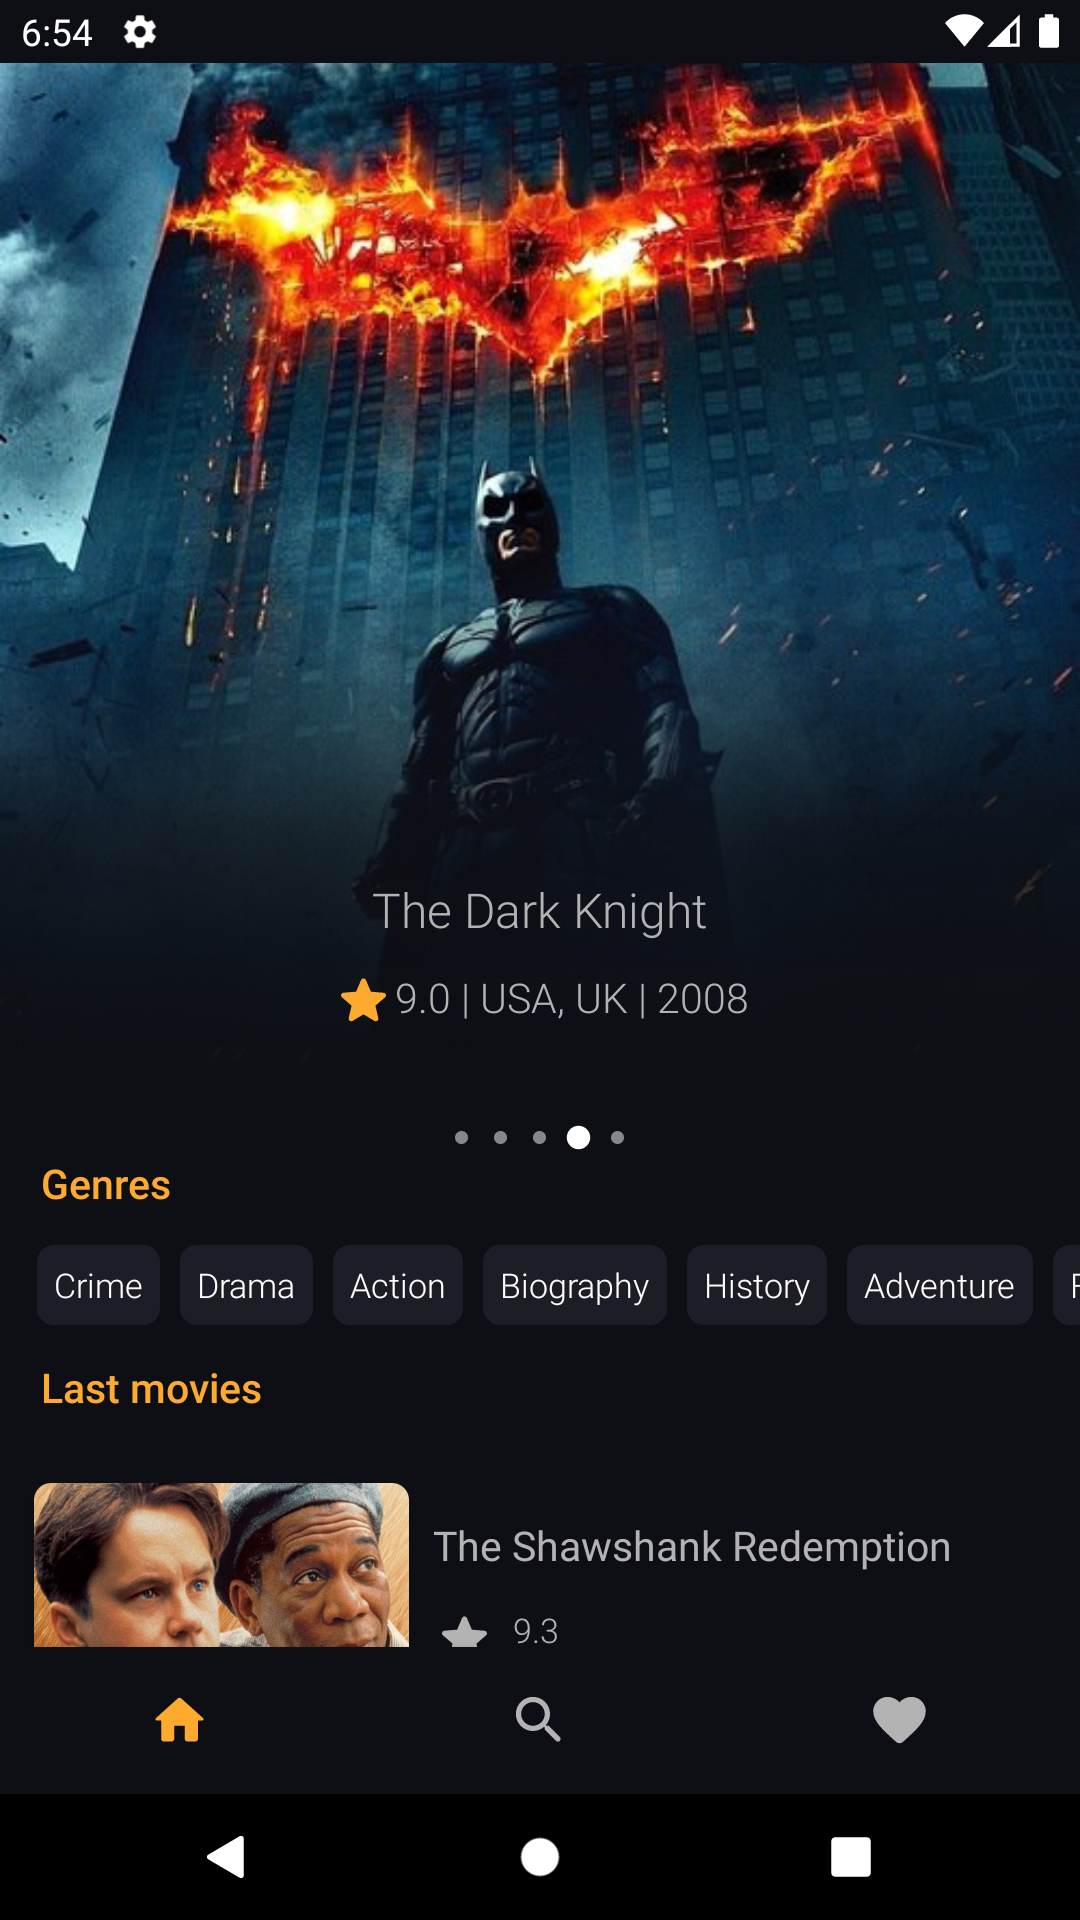 6:54
The Dark Knight
9.0 | USA, UK | 2008
Genres
Crime Drama Action Biography History Adventure
Last movies
The Shawshank Redemption
9.3